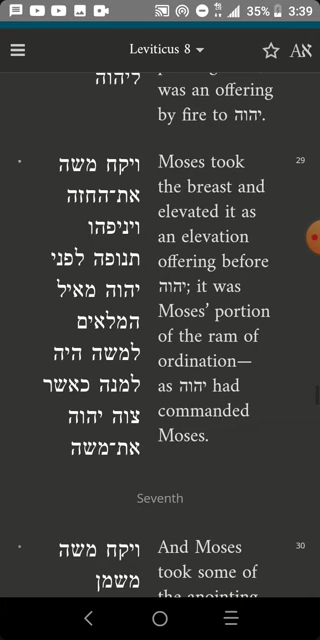 35% 3:39
Leviticus 8
Aא
ליהוה
was an offering
by fire to יהוה.
29
ויקח משה
את־החזה
ויניפהו
תנופה לפני
יהוה מאיל
המלאים
למשה היה
למנה כאשר
צוה יהוה
את־משה
Moses took
the breast and
elevated it as
an elevation
offering before
יהוה; it was
Moses’ portion
of the ram of
ordination—
as יהוה had
commanded
Moses.
Seventh
30
ויקח משה
משמן
And Moses
took some of
the anointing